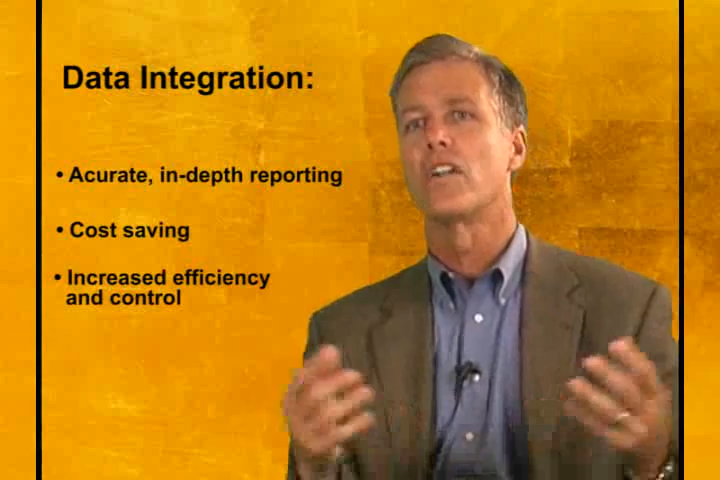 Data Integration:
• Acurate, in-depth reporting
• Cost saving
• Increased efficiency
and control